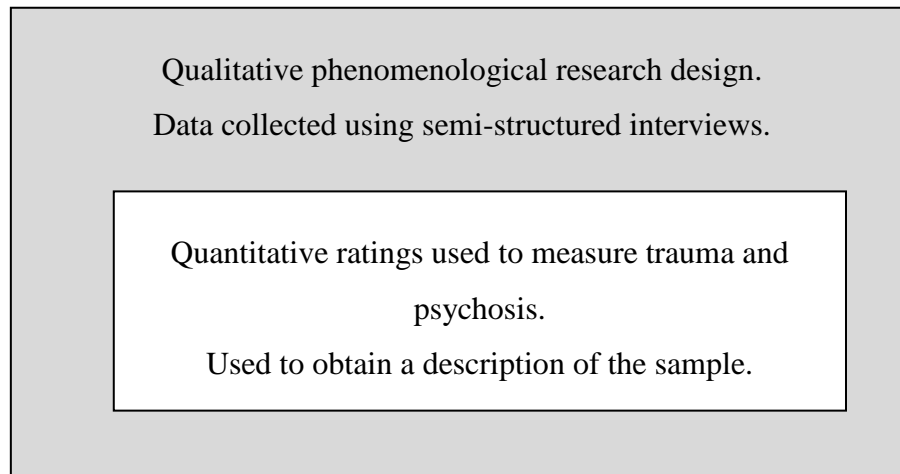 Qualitative phenomenological research design.
Data collected using semi-structured interviews.
Quantitative ratings used to measure trauma and
psychosis.
Used to obtain a description of the sample.